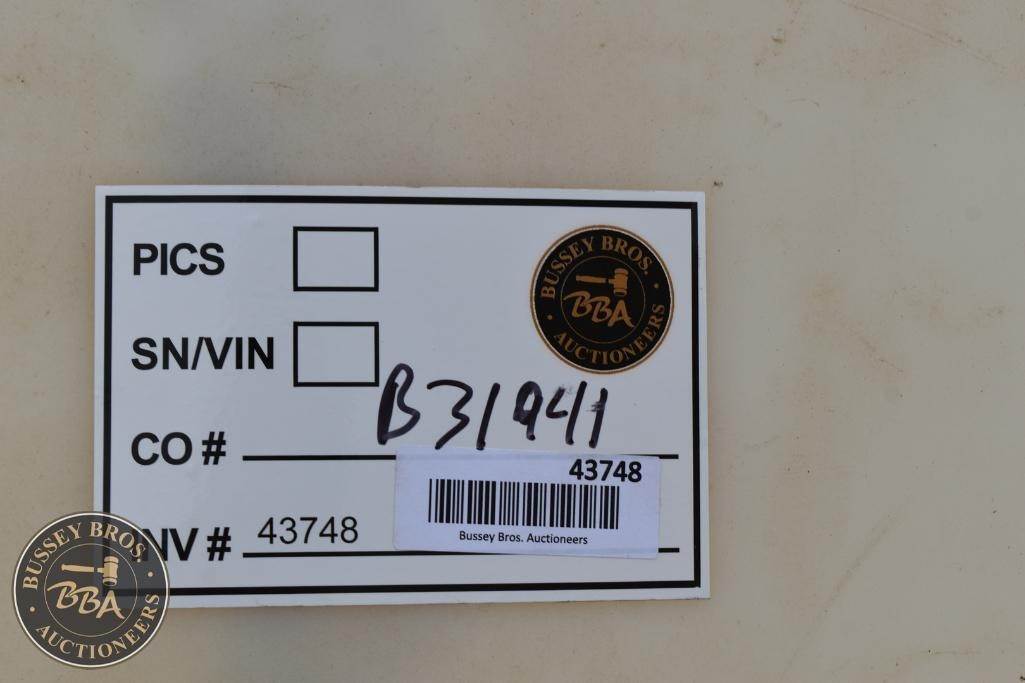 PICS
BUSSEY BROS.
BBA
AUCTIONEERS
SN/VIN
CO # B31941
43748
INV # 43748
Bussey Bros. Auctioneers
BUSSEY BROS.
BBA
AUCTIONEERS